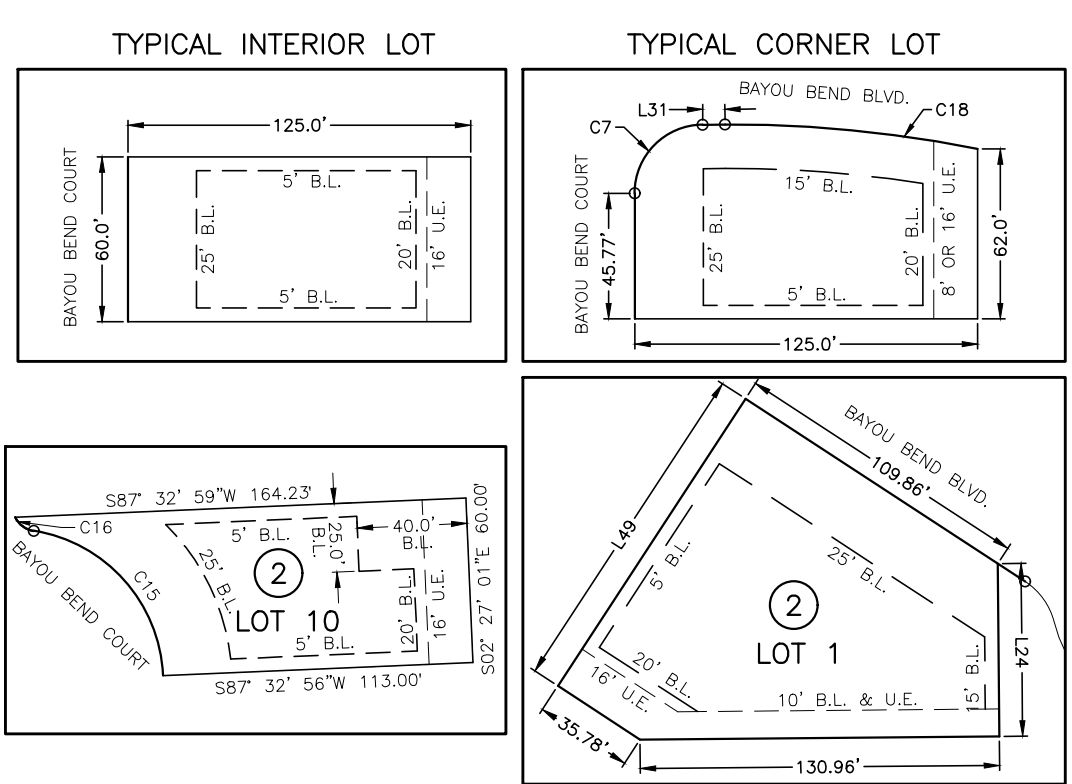 TYPICAL INTERIOR LOT
125.0'
BAYOU BEND COURT
60.0'
5' B.L.
25' B.L.
20' B.L.
16' U.E.
5' B.L.
TYPICAL CORNER LOT
BAYOU BEND BLVD.
L31
C18
C7
BAYOU BEND COURT
45.77'
15' B.L.
25' B.L.
20' B.L.
8' OR 16' U.E.
62.0'
5' B.L.
125.0'
S87° 32' 59"W 164.23'
C16
C15
BAYOU BEND COURT
5' B.L.
25.0'
B.L.
40.0'
B.L.
25' B.L.
2
LOT 10
20' B.L.
16' U.E.
5' B.L.
S02° 27' 01"E 60.00'
S87° 32' 56"W 113.00'
BAYOU BEND BLVD.
109.86'
L49
5' B.L.
25' B.L.
2
LOT 1
L24
20' B.L.
16' U.E.
15' B.L.
10' B.L. & U.E.
35.78'
130.96'